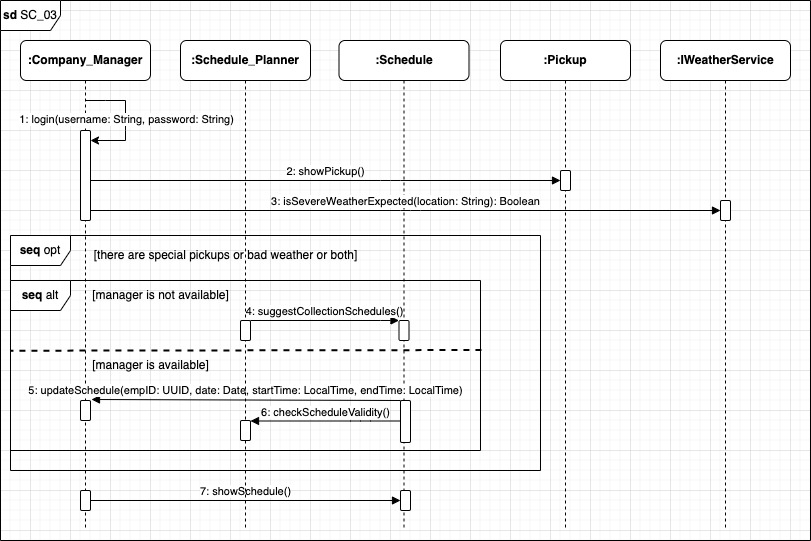 sd SC_03
:Company_Manager
:Schedule_Planner
:Schedule
:Pickup
:IWeatherService
1: login(username: String, password: String)
2: showPickup()
3: isSevereWeatherExpected(location: String): Boolean
seq opt
[there are special pickups or bad weather or both]
seq alt
[manager is not available]
4: suggestCollectionSchedules()
[manager is available]
5: updateSchedule(empID: UUID, date: Date, startTime: LocalTime, endTime: LocalTime)
6: checkScheduleValidity()
7: showSchedule()